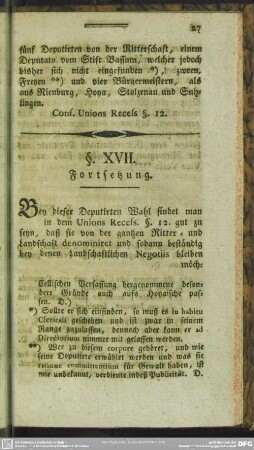 27
fünf Deputirten von der Ritterschaft, einem
Deputato vom Stift Bassum, welcher jedoch
bisher sich nicht eingefunden *), zween
Freyen **) und vier Bürgermeistern, als
aus Nienburg, Hoya, Stolzenau und Suh-
lingen.
Conf. Unions Recess §. 12.
§. XVII.
Fortsetzung.
Bey dieser Deputirten Wahl findet man
in dem Unions Recess. §. 12. gut zu
seyn, daß sie von der gantzen Ritter- und
Landschaft denominiret und sodann beständig
bey denen Landschaftlichen Negotiis bleiben
möch-
Cellischen Verfassung hergenommene beson-
dere Gründe auch aufs Hoyaische pas-
sen. D.)
*) Sollte er sich einfinden, so muß es in habitu
Clericali geschehen und ist zwar in seinem
Range zuzulassen, dennoch aber kann er ad
Directorium nimmer mit gelassen werden.
**) Wer zu diesem corpore gehöret, und wie
seine Deputirte erwählet werden und was sie
ratione committentium für Gewalt haben, ist
mir unbekannt, verdiente indeß Publicität. D.